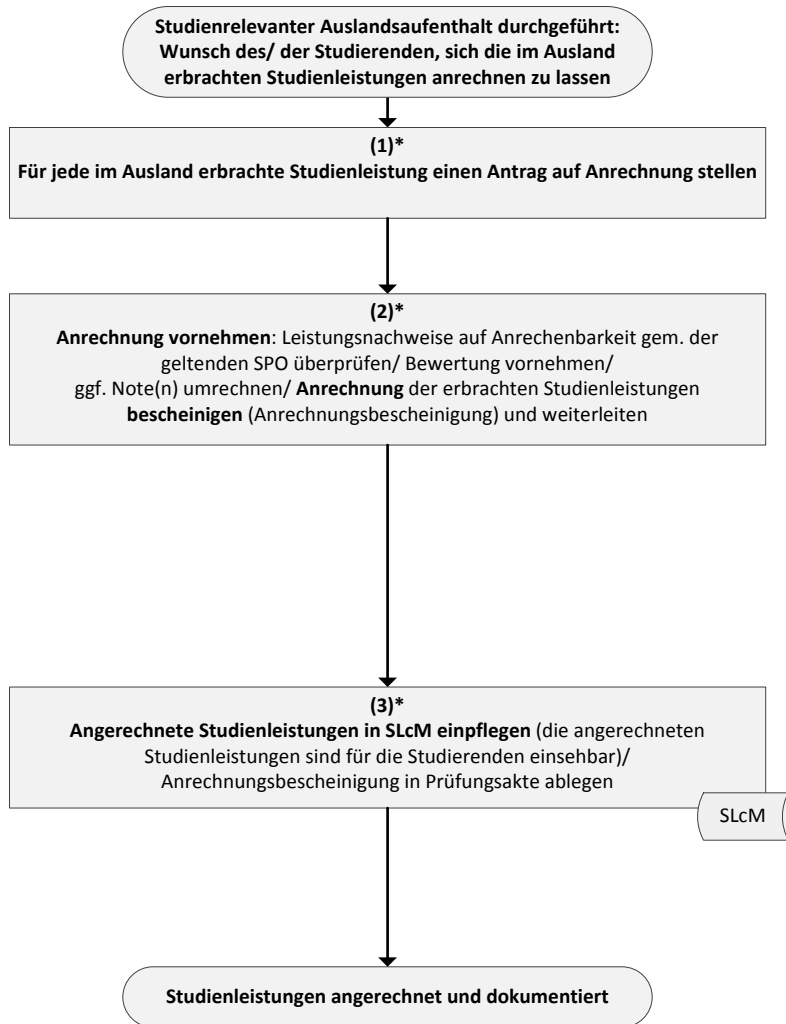 Studienrelevanter Auslandsaufenthalt durchgeführt:
Wunsch des/ der Studierenden, sich die im Ausland
erbrachten Studienleistungen anrechnen zu lassen
(1)*
Für jede im Ausland erbrachte Studienleistung einen Antrag auf Anrechnung stellen
(2)*
Anrechnung vornehmen: Leistungsnachweise auf Anrechenbarkeit gem. der
geltenden SPO überprüfen/ Bewertung vornehmen/
ggf. Note(n) umrechnen/ Anrechnung der erbrachten Studienleistungen
bescheinigen (Anrechnungsbescheinigung) und weiterleiten
(3)*
Angerechnete Studienleistungen in SLcM einpflegen (die angerechneten
Studienleistungen sind für die Studierenden einsehbar)/
Anrechnungsbescheinigung in Prüfungsakte ablegen
SLcM
Studienleistungen angerechnet und dokumentiert